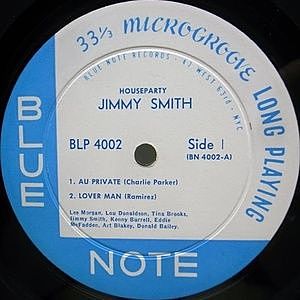 33 1/3 MICROGROOVE LONG PLAYING
BLUE NOTE RECORDS · 47 WEST 63rd · NYC
HOUSEPARTY
JIMMY SMITH
BLP 4002 Side 1
(BN 4002-A)
1. AU PRIVATE (Charlie Parker)
2. LOVER MAN (Ramirez)
Lee Morgan, Lou Donaldson, Tina Brooks,
Jimmy Smith, Kenny Burrell, Eddie
McFadden, Art Blakey, Donald Bailey.
BLUE
NOTE